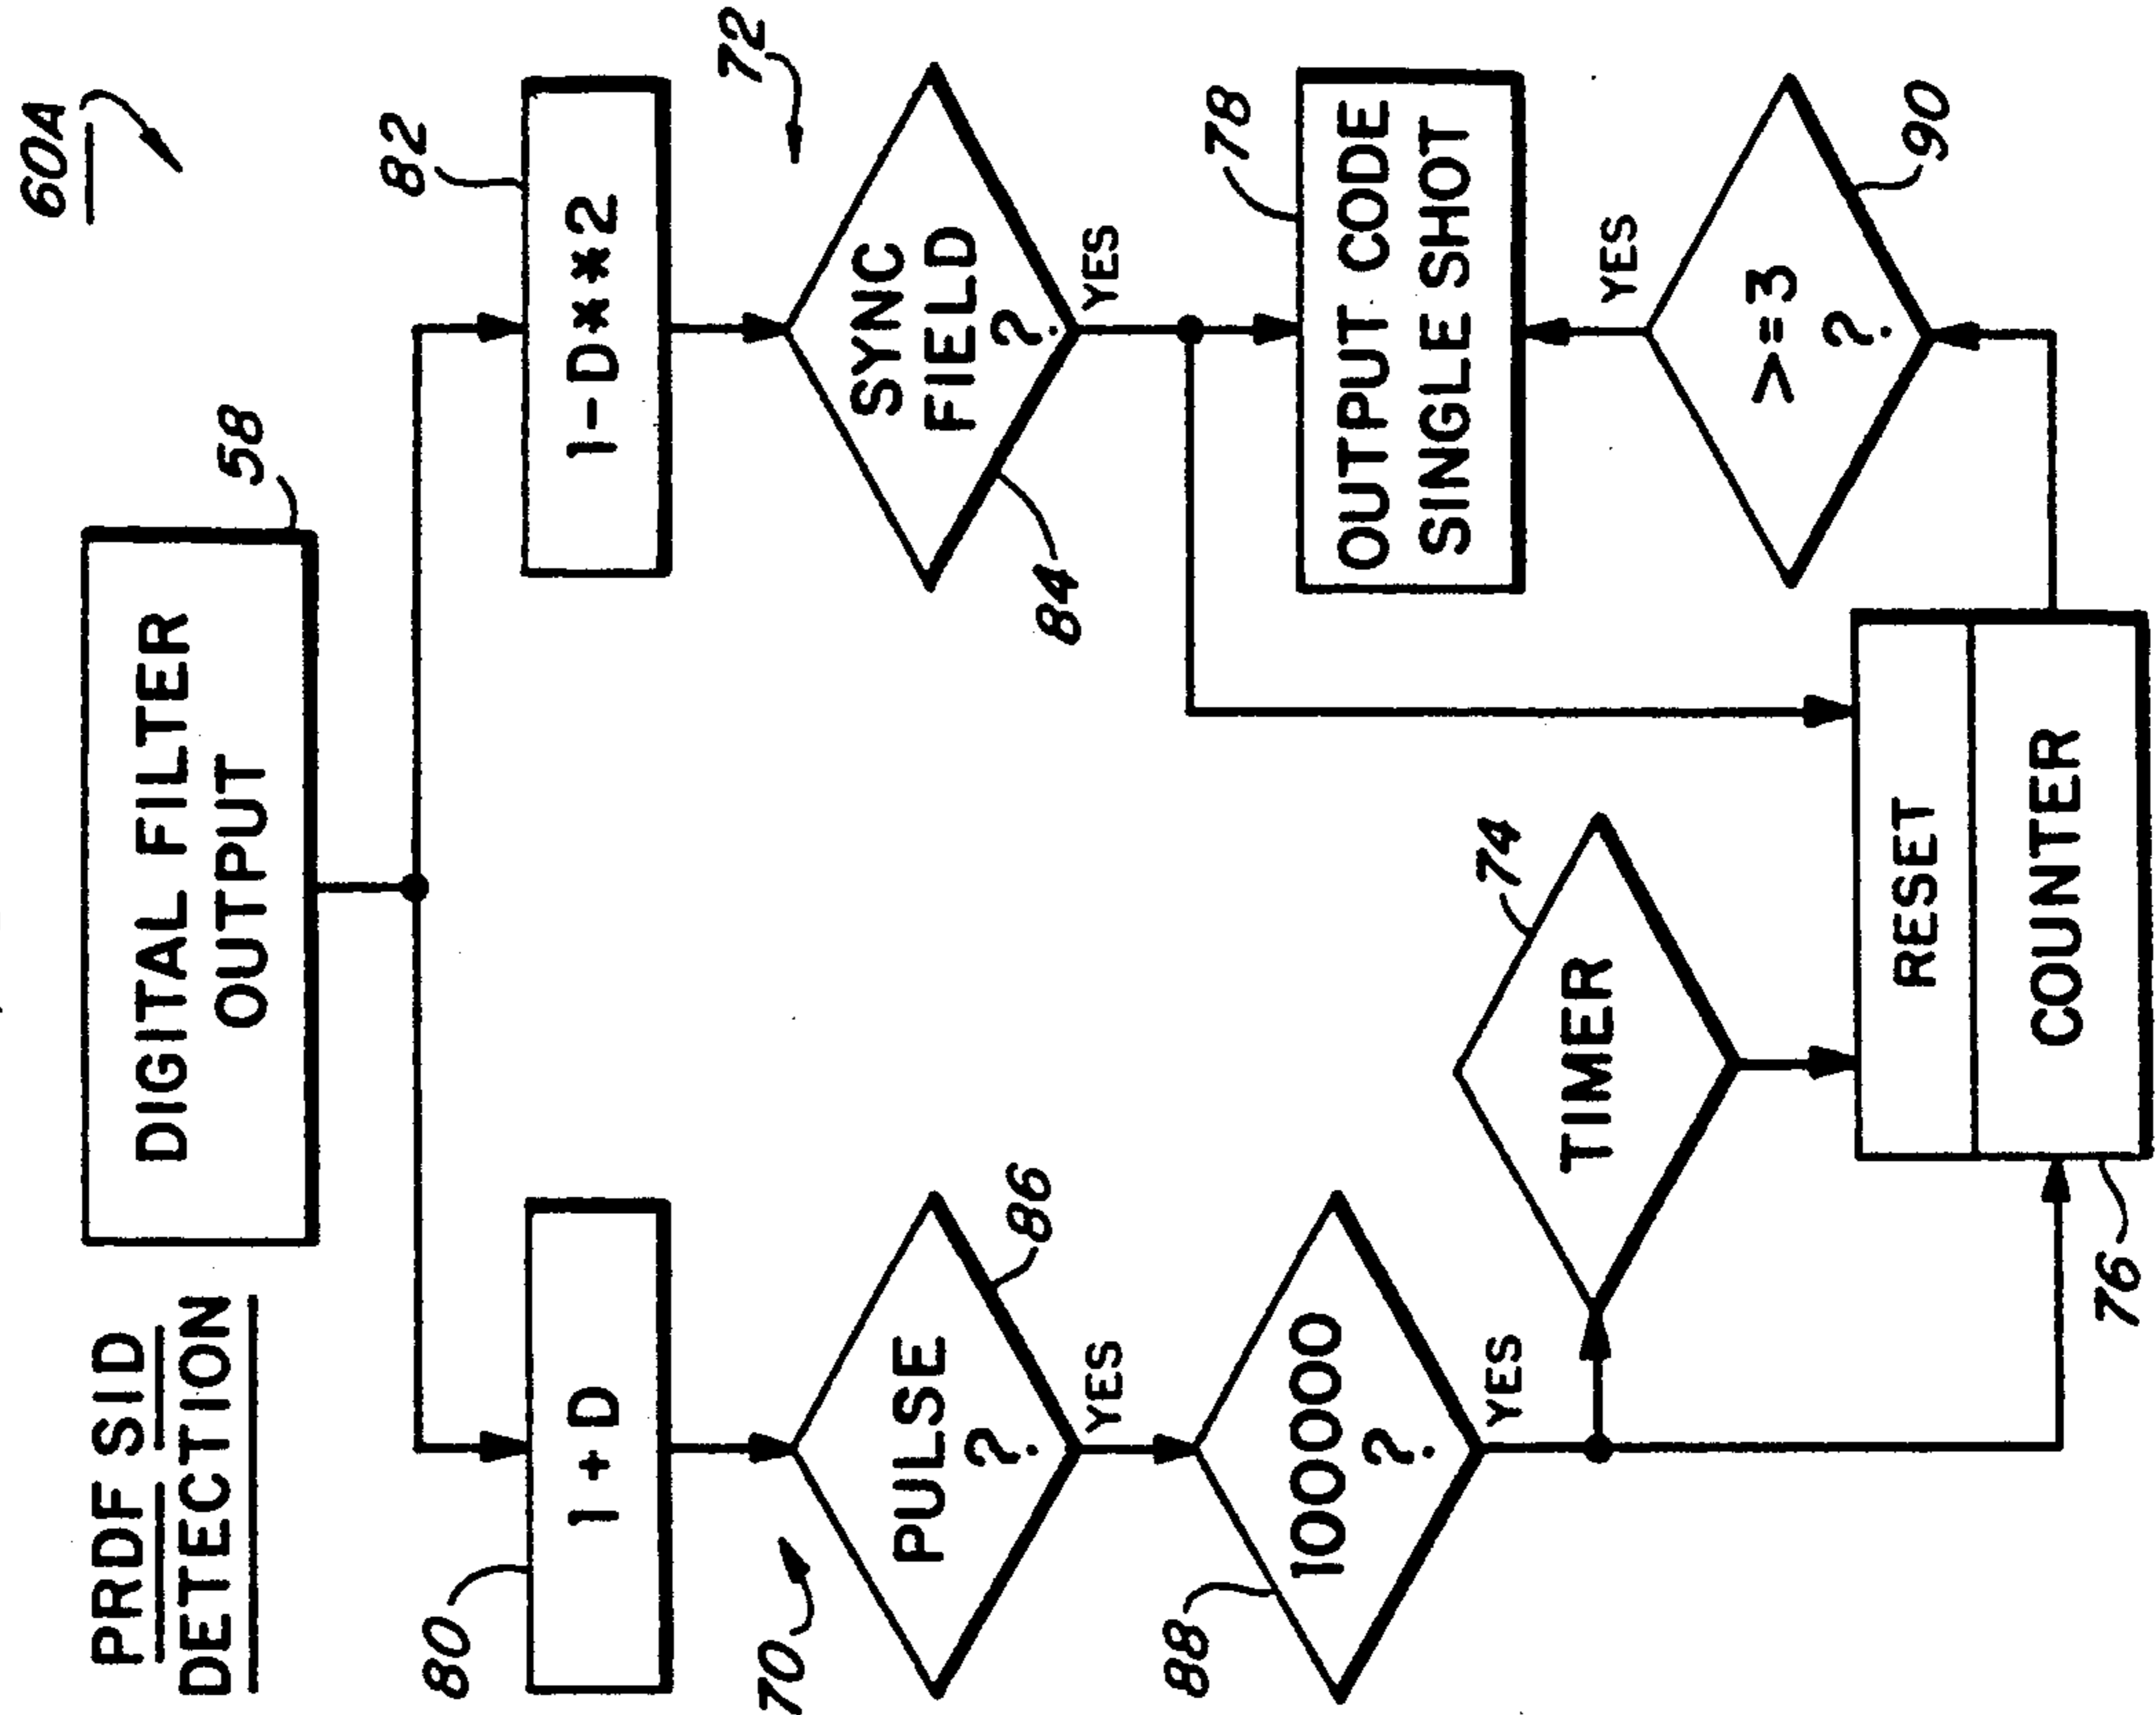 PRDF SID
DETECTION
60A
DIGITAL FILTER
OUTPUT
58
80
1 + D
82
1-D**2
70
PULSE
?
86
YES
72
SYNC
FIELD
?
84
YES
88
1000000
?
YES
TIMER
74
78
OUTPUT CODE
SINGLE SHOT
YES
>=3
?
90
RESET
COUNTER
76